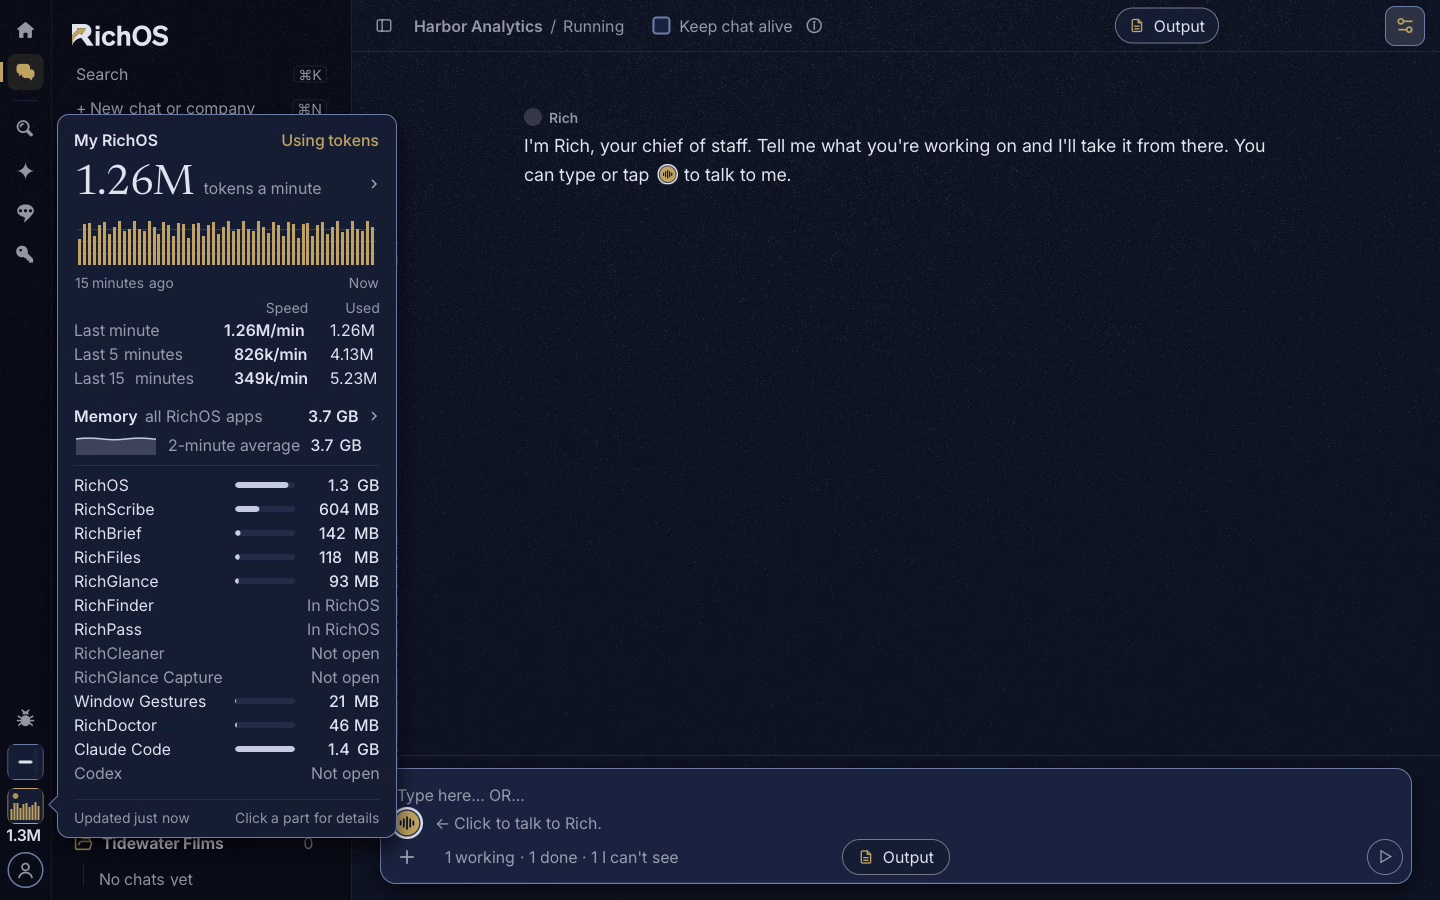 RichOS
Search ⌘K
+ New chat or company ⌘N
Harbor Analytics / Running
Keep chat alive
Output
My RichOS Using tokens
1.26M tokens a minute
15 minutes ago Now
Speed Used
Last minute 1.26M/min 1.26M
Last 5 minutes 826k/min 4.13M
Last 15 minutes 349k/min 5.23M
Memory all RichOS apps 3.7 GB
2-minute average 3.7 GB
RichOS 1.3 GB
RichScribe 604 MB
RichBrief 142 MB
RichFiles 118 MB
RichGlance 93 MB
RichFinder In RichOS
RichPass In RichOS
RichCleaner Not open
RichGlance Capture Not open
Window Gestures 21 MB
RichDoctor 46 MB
Claude Code 1.4 GB
Codex Not open
Updated just now Click a part for details
1.3M
Tidewater Films 0
No chats yet
Rich
I'm Rich, your chief of staff. Tell me what you're working on and I'll take it from there. You
can type or tap to talk to me.
Type here... OR...
← Click to talk to Rich.
+ 1 working · 1 done · 1 I can't see
Output